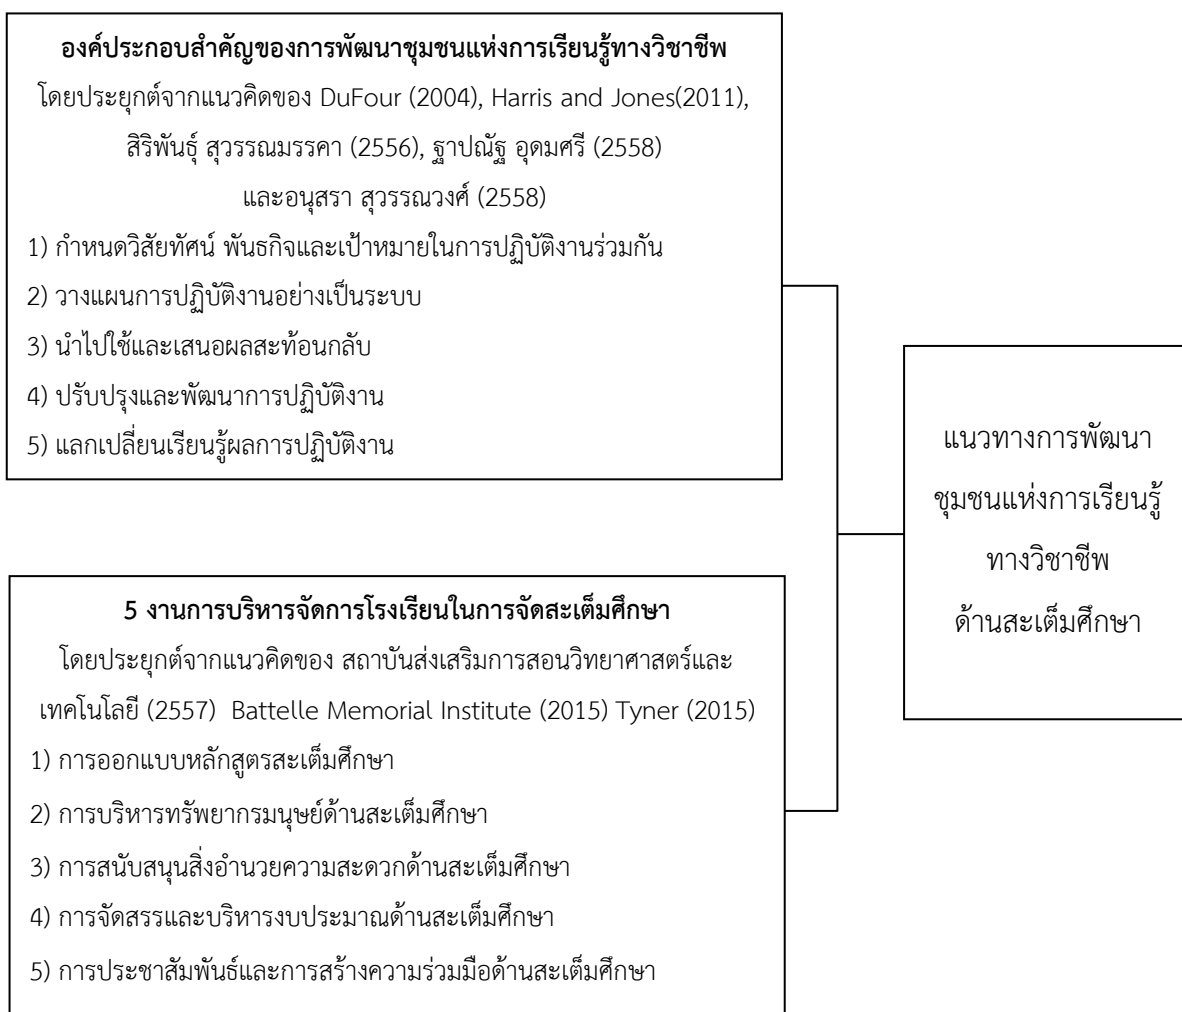 องค์ประกอบสำคัญของการพัฒนาชุมชนแห่งการเรียนรู้ทางวิชาชีพ
โดยประยุกต์จากแนวคิดของ DuFour (2004), Harris and Jones(2011),
สิริพันธุ์ สุวรรณมรรคา (2556), ฐาปณัฐ อุดมศรี (2558)
และอนุสรา สุวรรณวงศ์ (2558)
1) กำหนดวิสัยทัศน์ พันธกิจและเป้าหมายในการปฏิบัติงานร่วมกัน
2) วางแผนการปฏิบัติงานอย่างเป็นระบบ
3) นำไปใช้และเสนอผลสะท้อนกลับ
4) ปรับปรุงและพัฒนาการปฏิบัติงาน
5) แลกเปลี่ยนเรียนรู้ผลการปฏิบัติงาน
5 งานการบริหารจัดการโรงเรียนในการจัดสะเต็มศึกษา
โดยประยุกต์จากแนวคิดของ สถาบันส่งเสริมการสอนวิทยาศาสตร์และ
เทคโนโลยี (2557)  Battelle Memorial Institute (2015) Tyner (2015)
1) การออกแบบหลักสูตรสะเต็มศึกษา
2) การบริหารทรัพยากรมนุษย์ด้านสะเต็มศึกษา
3) การสนับสนุนสิ่งอำนวยความสะดวกด้านสะเต็มศึกษา
4) การจัดสรรและบริหารงบประมาณด้านสะเต็มศึกษา
5) การประชาสัมพันธ์และการสร้างความร่วมมือด้านสะเต็มศึกษา
แนวทางการพัฒนา
ชุมชนแห่งการเรียนรู้
ทางวิชาชีพ
ด้านสะเต็มศึกษา